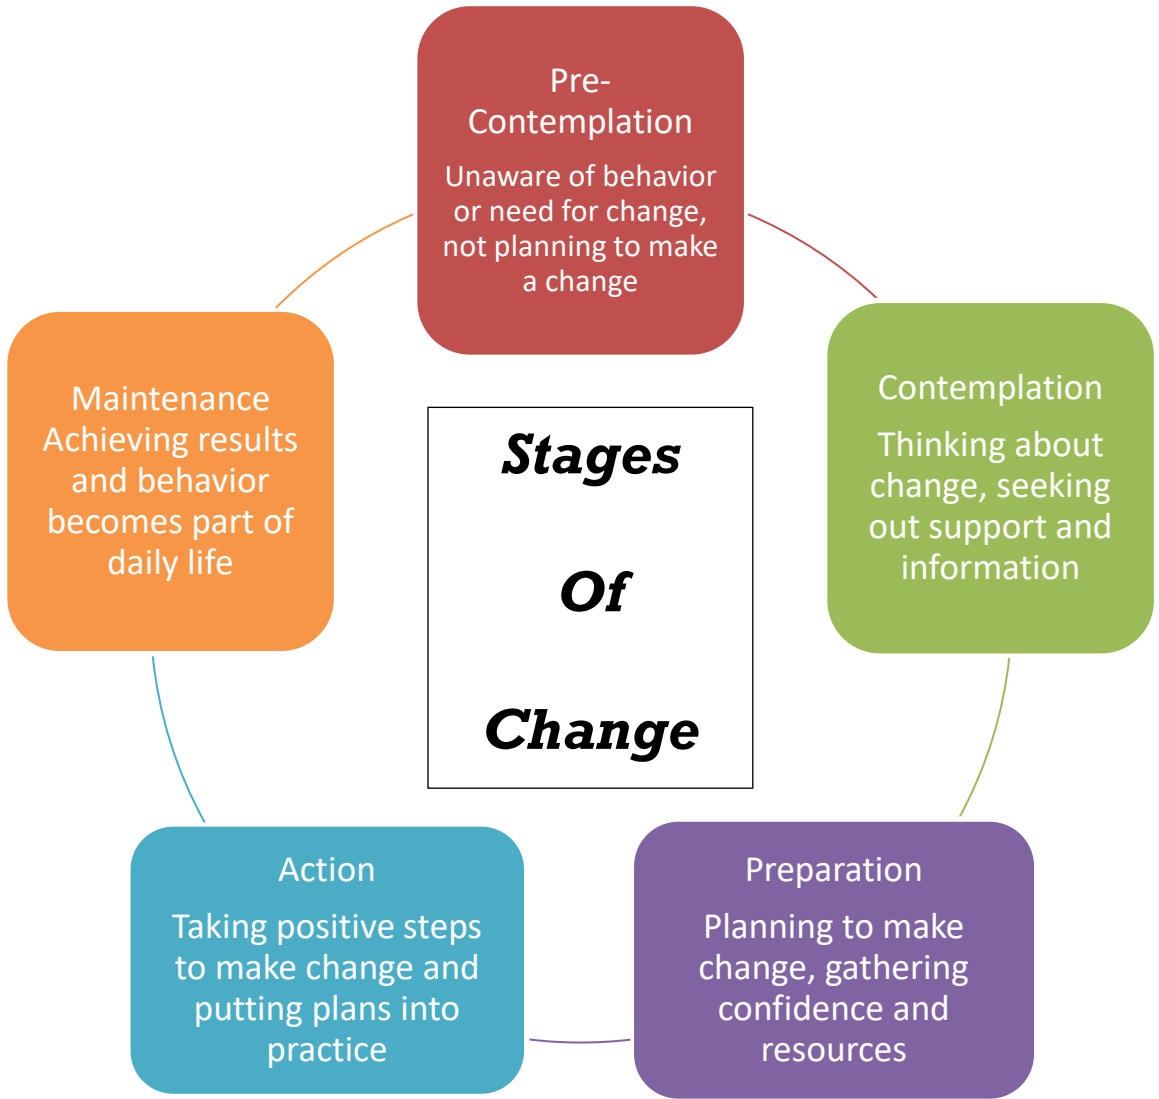 Pre-
Contemplation
Unaware of behavior
or need for change,
not planning to make
a change
Contemplation
Thinking about
change, seeking
out support and
information
Preparation
Planning to make
change, gathering
confidence and
resources
Action
Taking positive steps
to make change and
putting plans into
practice
Maintenance
Achieving results
and behavior
becomes part of
daily life
Stages
Of
Change